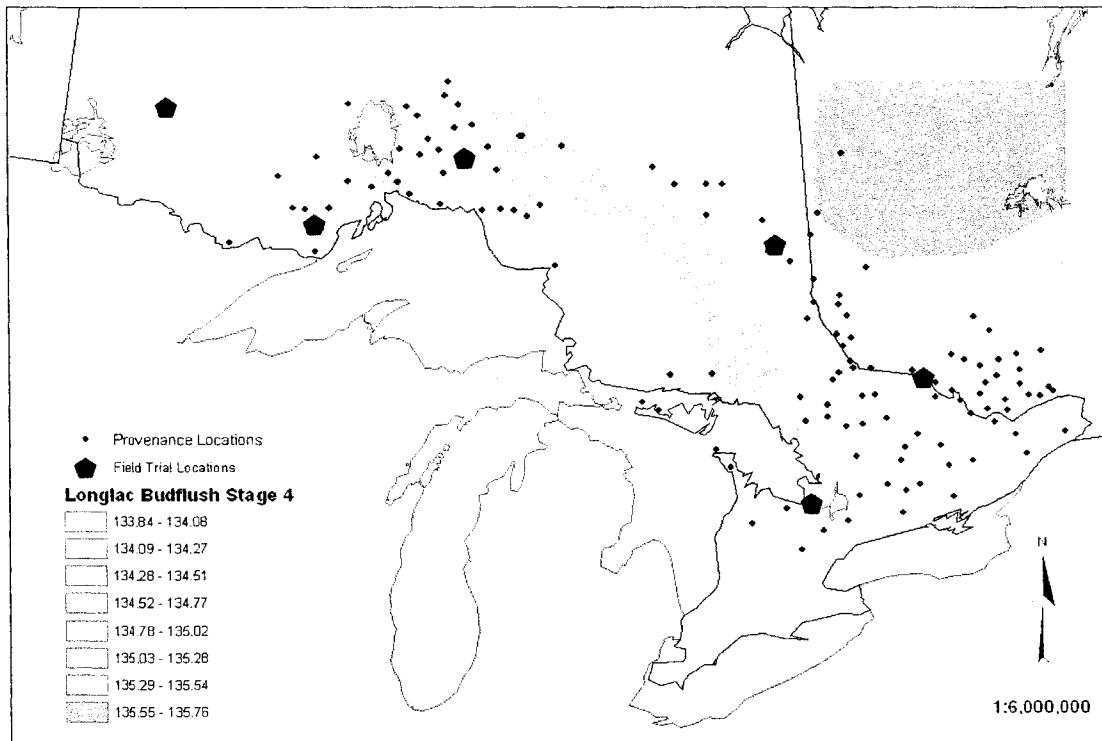 Provenance Locations
Field Trial Locations
Longlac Budflush Stage 4
133.84 - 134.08
134.09 - 134.27
134.28 - 134.51
134.52 - 134.77
134.78 - 135.02
135.03 - 135.28
135.29 - 135.54
135.55 - 135.76
N
1:6,000,000